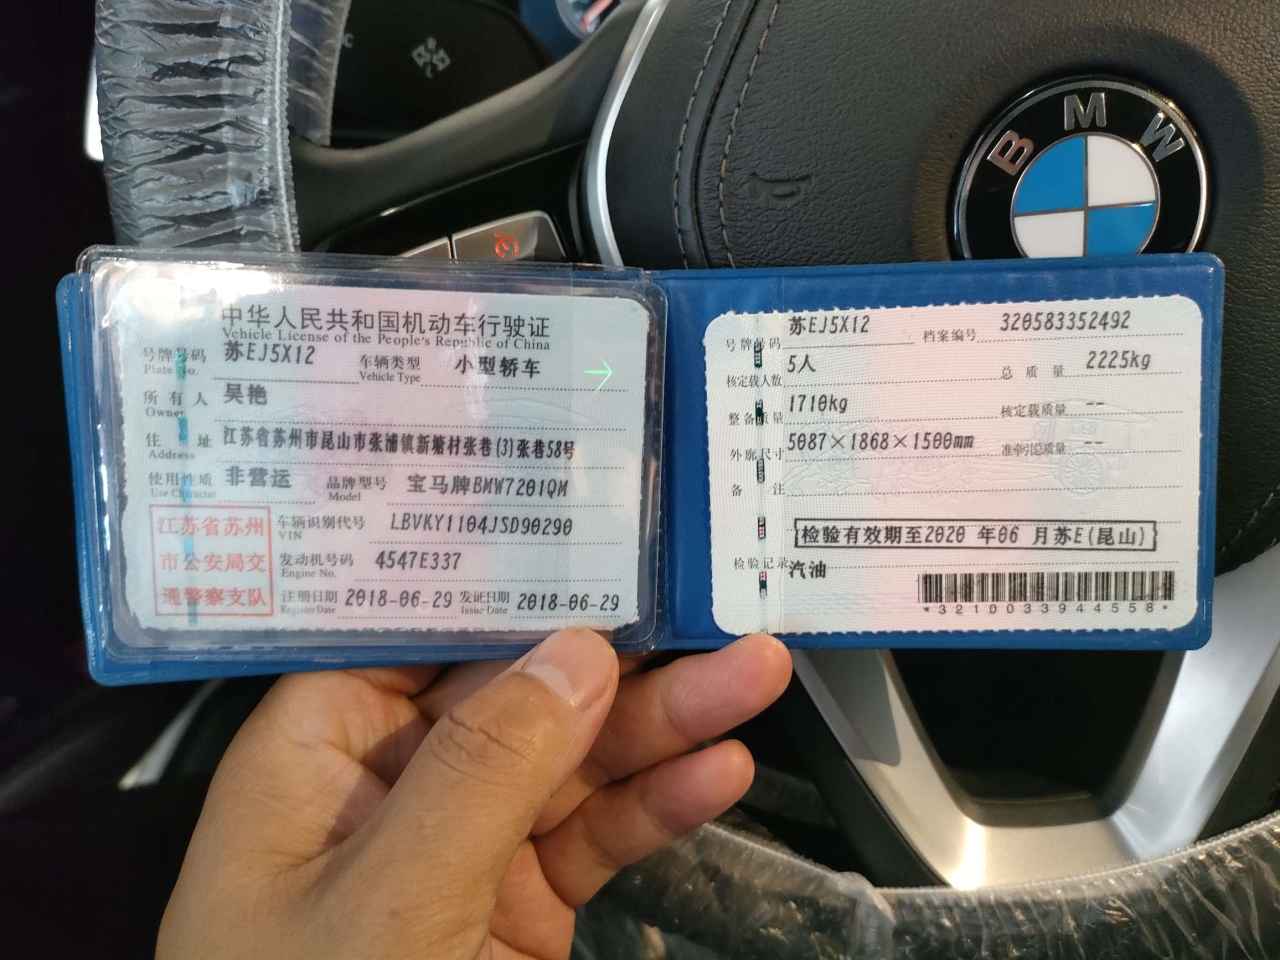 BMW
中华人民共和国机动车行驶证
Vehicle License of the People's Republic of China
号牌号码 苏EJ5X12 车辆类型 小型轿车
Plate No. Vehicle Type
所有人 吴艳
Owner
住址 江苏省苏州市昆山市张浦镇新塘村张巷(3)张巷58号
Address
使用性质 非营运 品牌型号 宝马牌BMW7201QM
Use Character Model
江苏省苏州
市公安局交
通警察支队
车辆识别代号 LBVKY1104JSD90290
VIN
发动机号码 4547E337
Engine No.
注册日期 2018-06-29 发证日期 2018-06-29
Register Date Issue Date
号牌号码 苏EJ5X12 档案编号 320583352492
核定载人数 5人 总质量 2225kg
整备质量 1710kg 核定载质量 --
外廓尺寸 5087×1868×1500mm 准牵引总质量 --
备注
检验有效期至2020 年06 月苏E(昆山)
检验记录 汽油
*3210033944558*